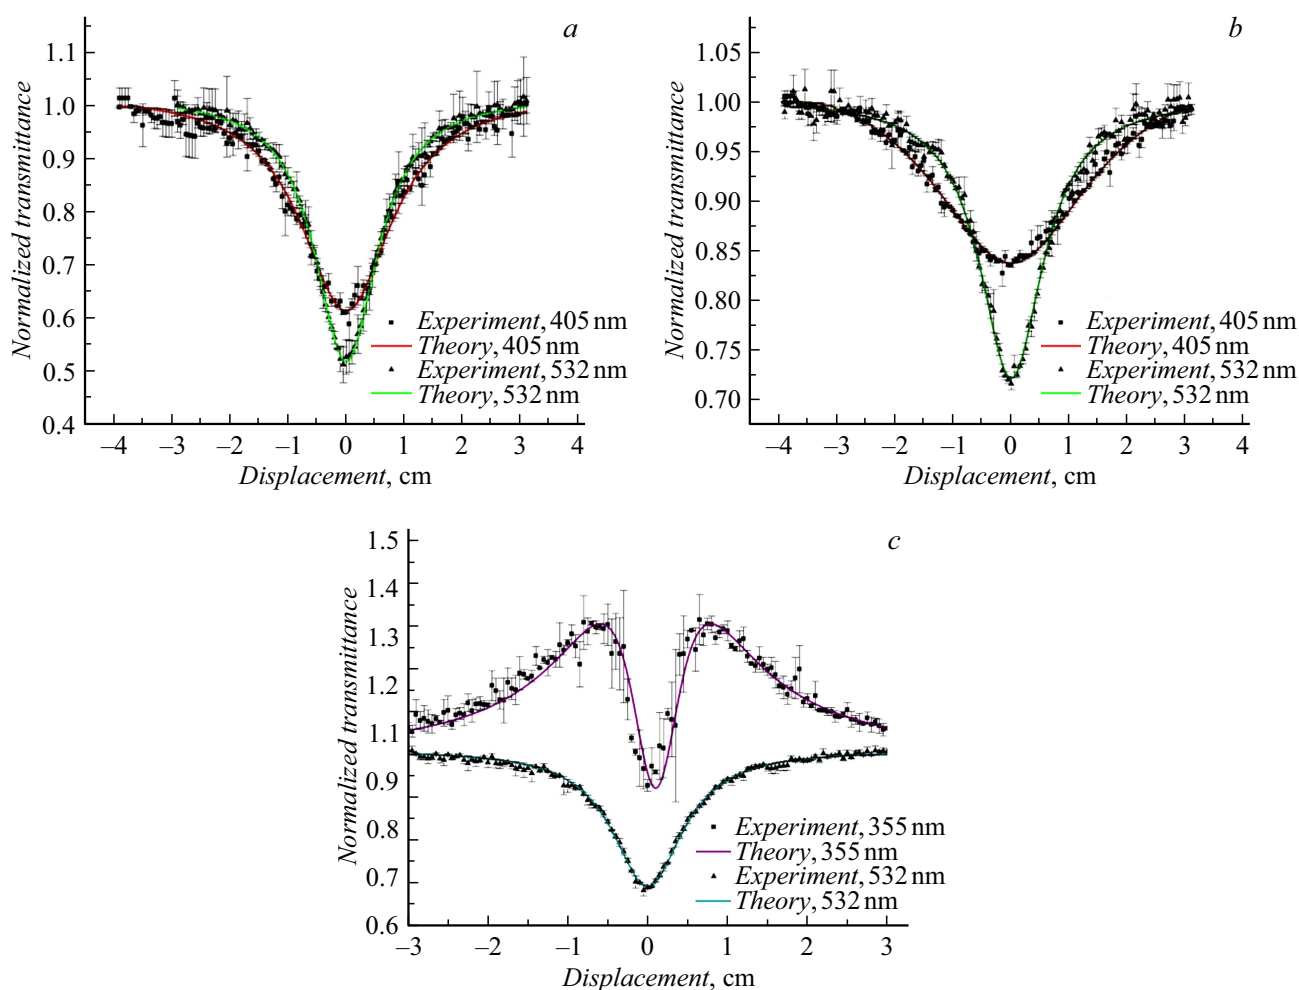 a
Normalized transmittance
1.1
1.0
0.9
0.8
0.7
0.6
0.5
0.4
Experiment, 405 nm
Theory, 405 nm
Experiment, 532 nm
Theory, 532 nm
–4 –3 –2 –1 0 1 2 3 4
Displacement, cm
b
Normalized transmittance
1.05
1.00
0.95
0.90
0.85
0.80
0.75
0.70
Experiment, 405 nm
Theory, 405 nm
Experiment, 532 nm
Theory, 532 nm
–4 –3 –2 –1 0 1 2 3 4
Displacement, cm
c
Normalized transmittance
1.5
1.4
1.3
1.2
1.1
0.9
0.8
0.7
0.6
Experiment, 355 nm
Theory, 355 nm
Experiment, 532 nm
Theory, 532 nm
–3 –2 –1 0 1 2 3
Displacement, cm